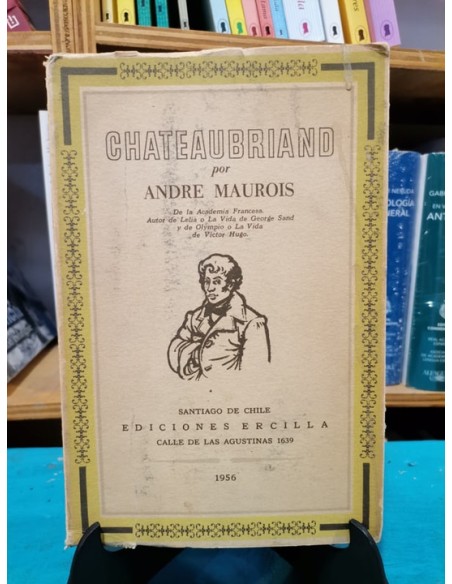 CHATEAUBRIAND
por
ANDRE MAUROIS
De la Academia Francesa.
Autor de Lelia o La Vida de George Sand
y de Olympio o La Vida
de Victor Hugo.
SANTIAGO DE CHILE
EDICIONES ERCILLA
CALLE DE LAS AGUSTINAS 1639
1956